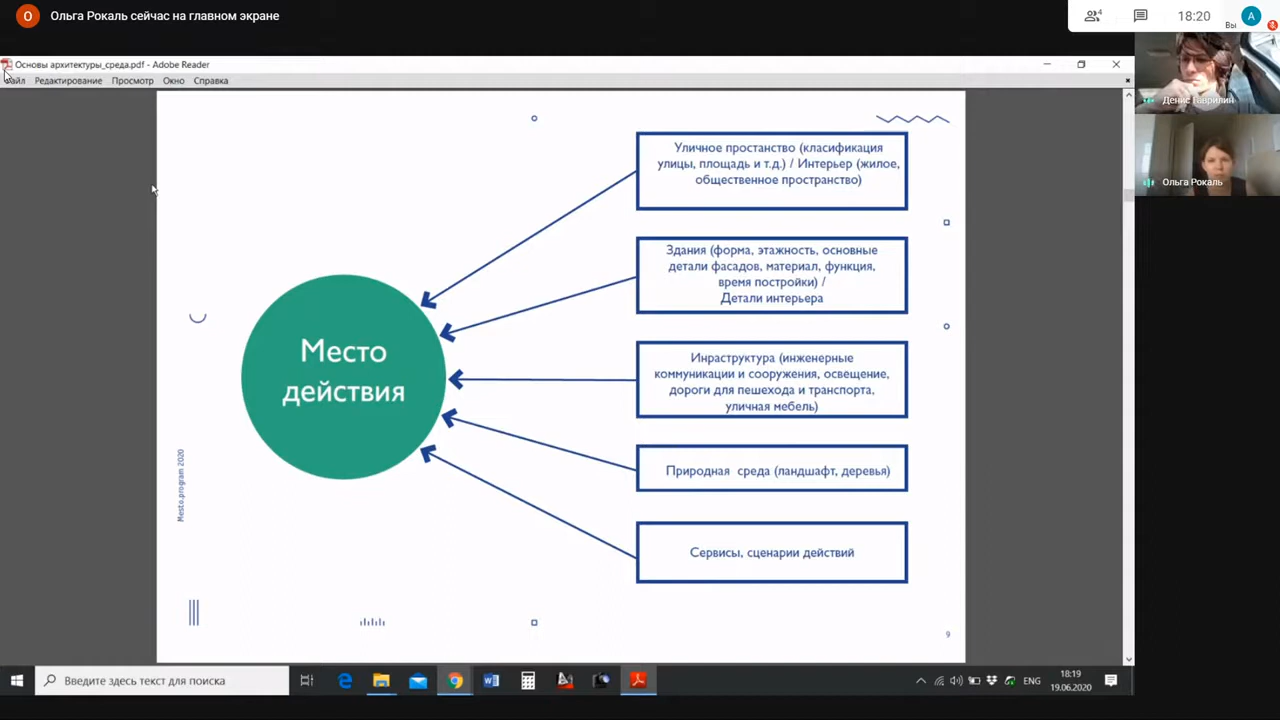 О
Ольга Рокаль сейчас на главном экране
4
18:20
Вы
А
Основы архитектуры_среда.pdf - Adobe Reader
Файл Редактирование Просмотр Окно Справка
Денис Гаврилин
Ольга Рокаль
Уличное простанство (класификация
улицы, площадь и т.д.) / Интерьер (жилое,
общественное пространство)
Здания (форма, этажность, основные
детали фасадов, материал, функция,
время постройки) /
Детали интерьера
Место
действия
Инраструктура (инженерные
коммуникации и сооружения, освещение,
дороги для пешехода и транспорта,
уличная мебель)
Природная среда (ландшафт, деревья)
Сервисы, сценарии действий
Mesto.program 2020
9
Введите здесь текст для поиска
ENG
18:19
19.06.2020